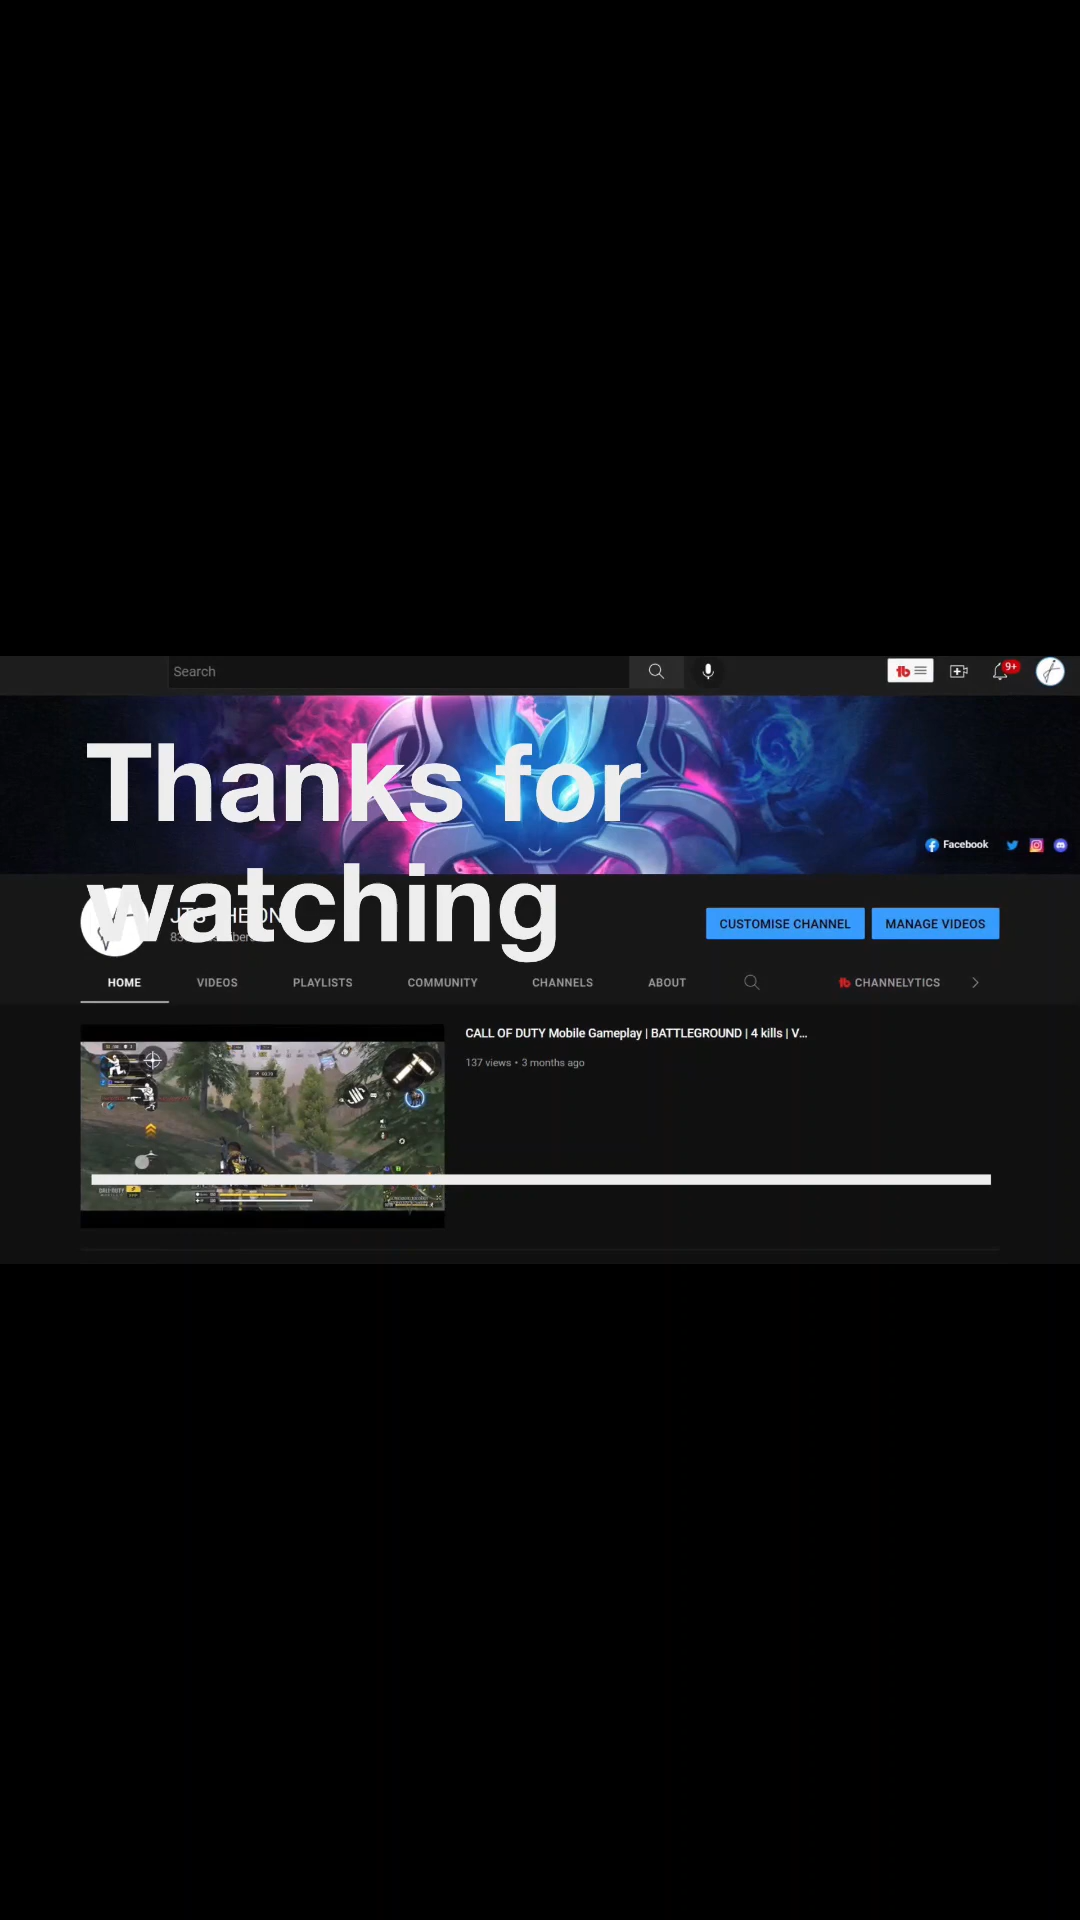 Search
9+
Thanks for
watching
Facebook
CUSTOMISE CHANNEL
MANAGE VIDEOS
HOME
VIDEOS
PLAYLISTS
COMMUNITY
CHANNELS
ABOUT
CHANNELYTICS
CALL OF DUTY Mobile Gameplay | BATTLEGROUND | 4 kills | V...
137 views • 3 months ago